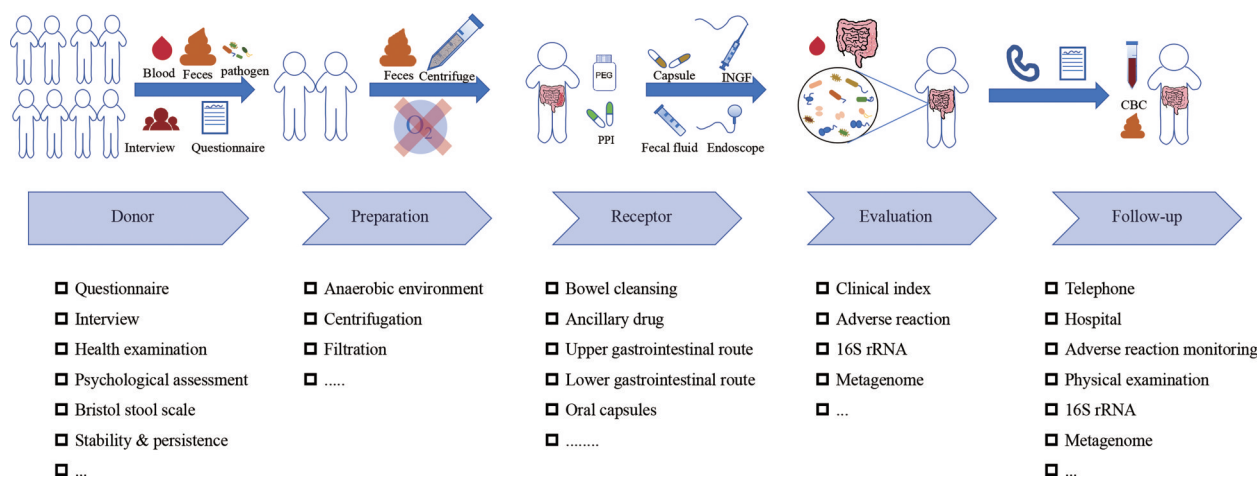 Blood
Feces
pathogen
Interview
Questionnaire
Feces
Centrifuge
O2
PEG
PPI
Capsule
INGF
Fecal fluid
Endoscope
CBC
Donor
Preparation
Receptor
Evaluation
Follow-up
Questionnaire
Interview
Health examination
Psychological assessment
Bristol stool scale
Stability & persistence
...
Anaerobic environment
Centrifugation
Filtration
.....
Bowel cleansing
Ancillary drug
Upper gastrointestinal route
Lower gastrointestinal route
Oral capsules
........
Clinical index
Adverse reaction
16S rRNA
Metagenome
...
Telephone
Hospital
Adverse reaction monitoring
Physical examination
16S rRNA
Metagenome
...